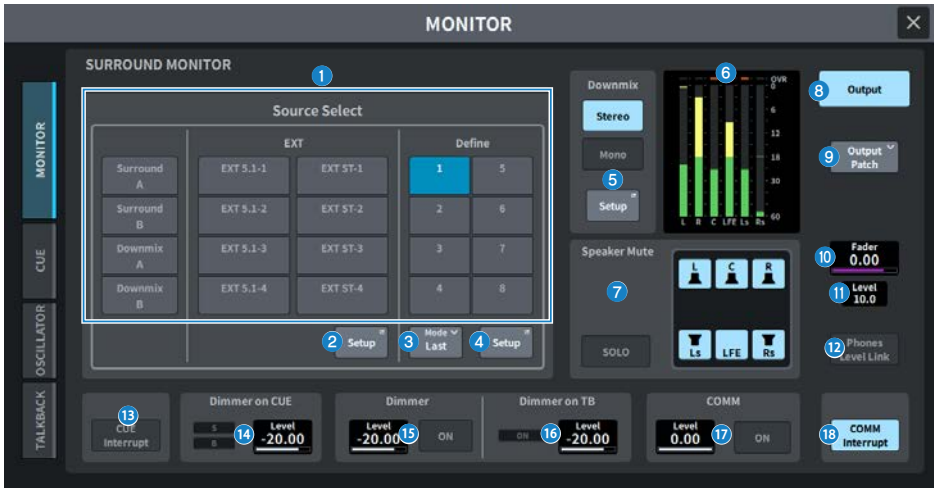 MONITOR
SURROUND MONITOR
1
Source Select
EXT
Define
Surround A
EXT 5.1-1
EXT ST-1
1
5
Surround B
EXT 5.1-2
EXT ST-2
2
6
Downmix A
EXT 5.1-3
EXT ST-3
3
7
Downmix B
EXT 5.1-4
EXT ST-4
4
8
2
Setup
3
Mode
Last
4
Setup
Downmix
Stereo
Mono
5
Setup
6
OVR
0
6
12
18
30
60
L R C LFE Ls Rs
Speaker Mute
7
SOLO
L
C
R
Ls
LFE
Rs
8
Output
9
Output
Patch
10
Fader
0.00
11
Level
10.0
12
Phones
Level Link
MONITOR
CUE
OSCILLATOR
TALKBACK
13
CUE
Interrupt
Dimmer on CUE
S
B
14
Level
-20.00
Dimmer
Level
-20.00
15
ON
Dimmer on TB
ON
16
Level
-20.00
COMM
Level
0.00
17
ON
18
COMM
Interrupt